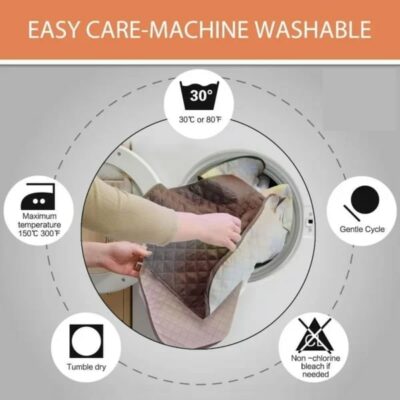 EASY CARE-MACHINE WASHABLE
30°
30℃ or 80℉
Maximum
temperature
150℃ 300℉
Gentle Cycle
Tumble dry
Non -chlorine
bleach if
needed